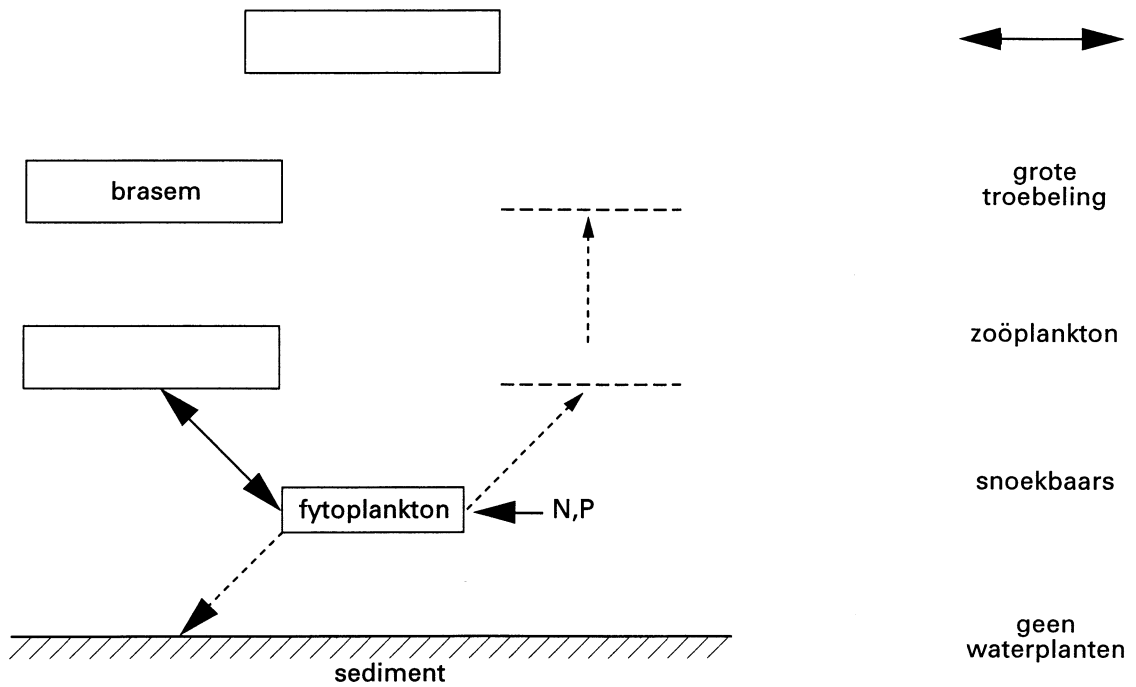 brasem
grote
troebeling
zoöplankton
snoekbaars
fytoplankton
N,P
geen
waterplanten
sediment